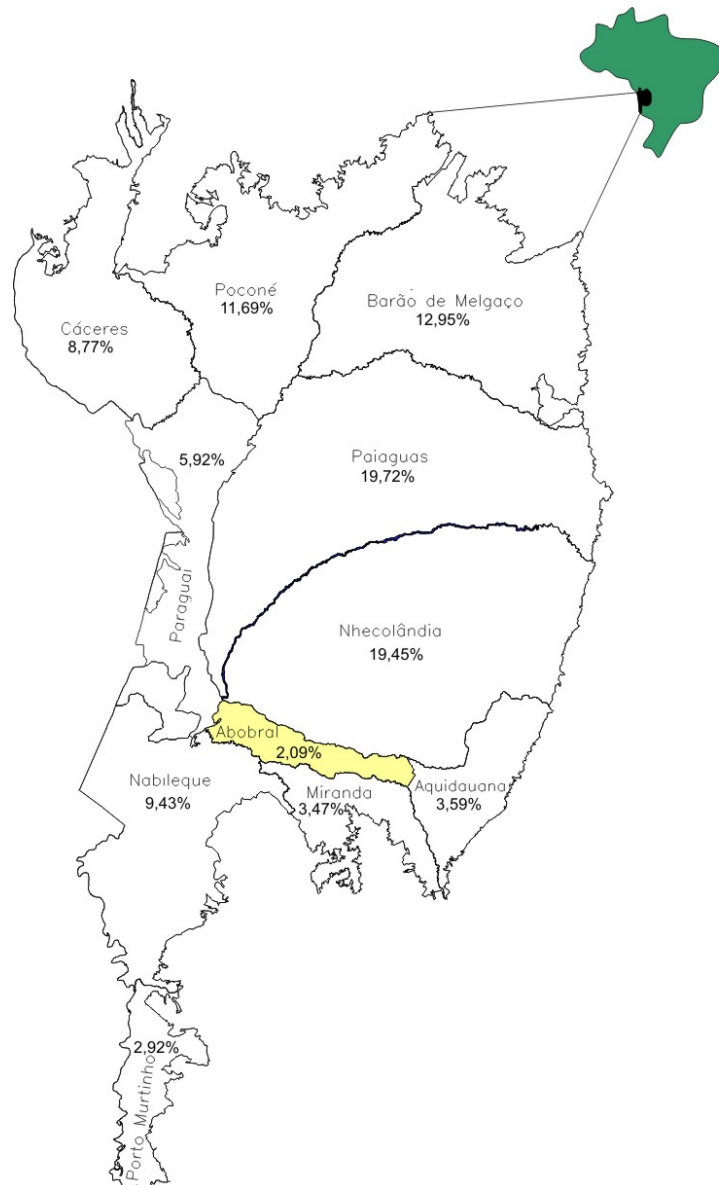 Poconé
11,69%
Barão de Melgaço
12,95%
Cáceres
8,77%
5,92%
Paraguai
Paiaguas
19,72%
Nhecolândia
19,45%
Abobral
2,09%
Nabileque
9,43%
Miranda
3,47%
Aquidauana
3,59%
2,92%
Porto Murtinho